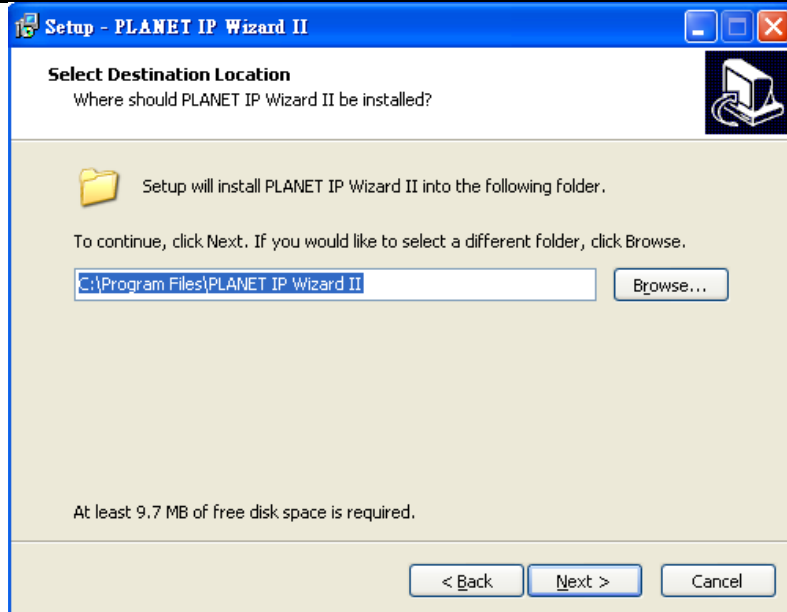 Setup - PLANET IP Wizard II
Select Destination Location
Where should PLANET IP Wizard II be installed?
Setup will install PLANET IP Wizard II into the following folder.
To continue, click Next. If you would like to select a different folder, click Browse.
C:\Program Files\PLANET IP Wizard II
Browse...
At least 9.7 MB of free disk space is required.
< Back
Next >
Cancel